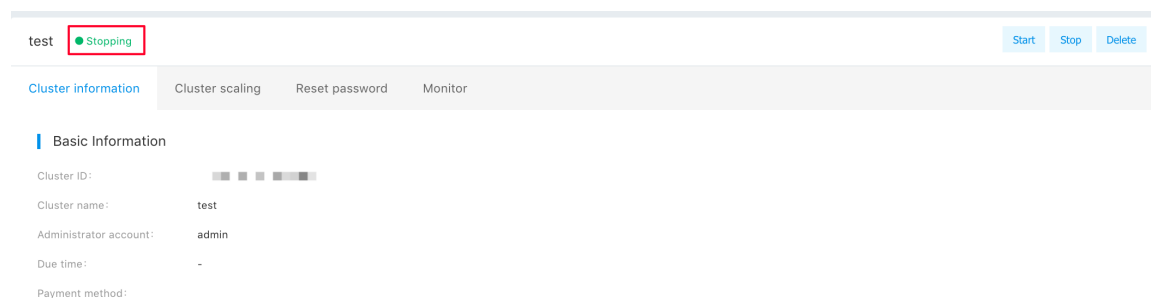 test Stopping Start Stop Delete
Cluster information Cluster scaling Reset password Monitor
Basic Information
Cluster ID:
Cluster name: test
Administrator account: admin
Due time: -
Payment method: